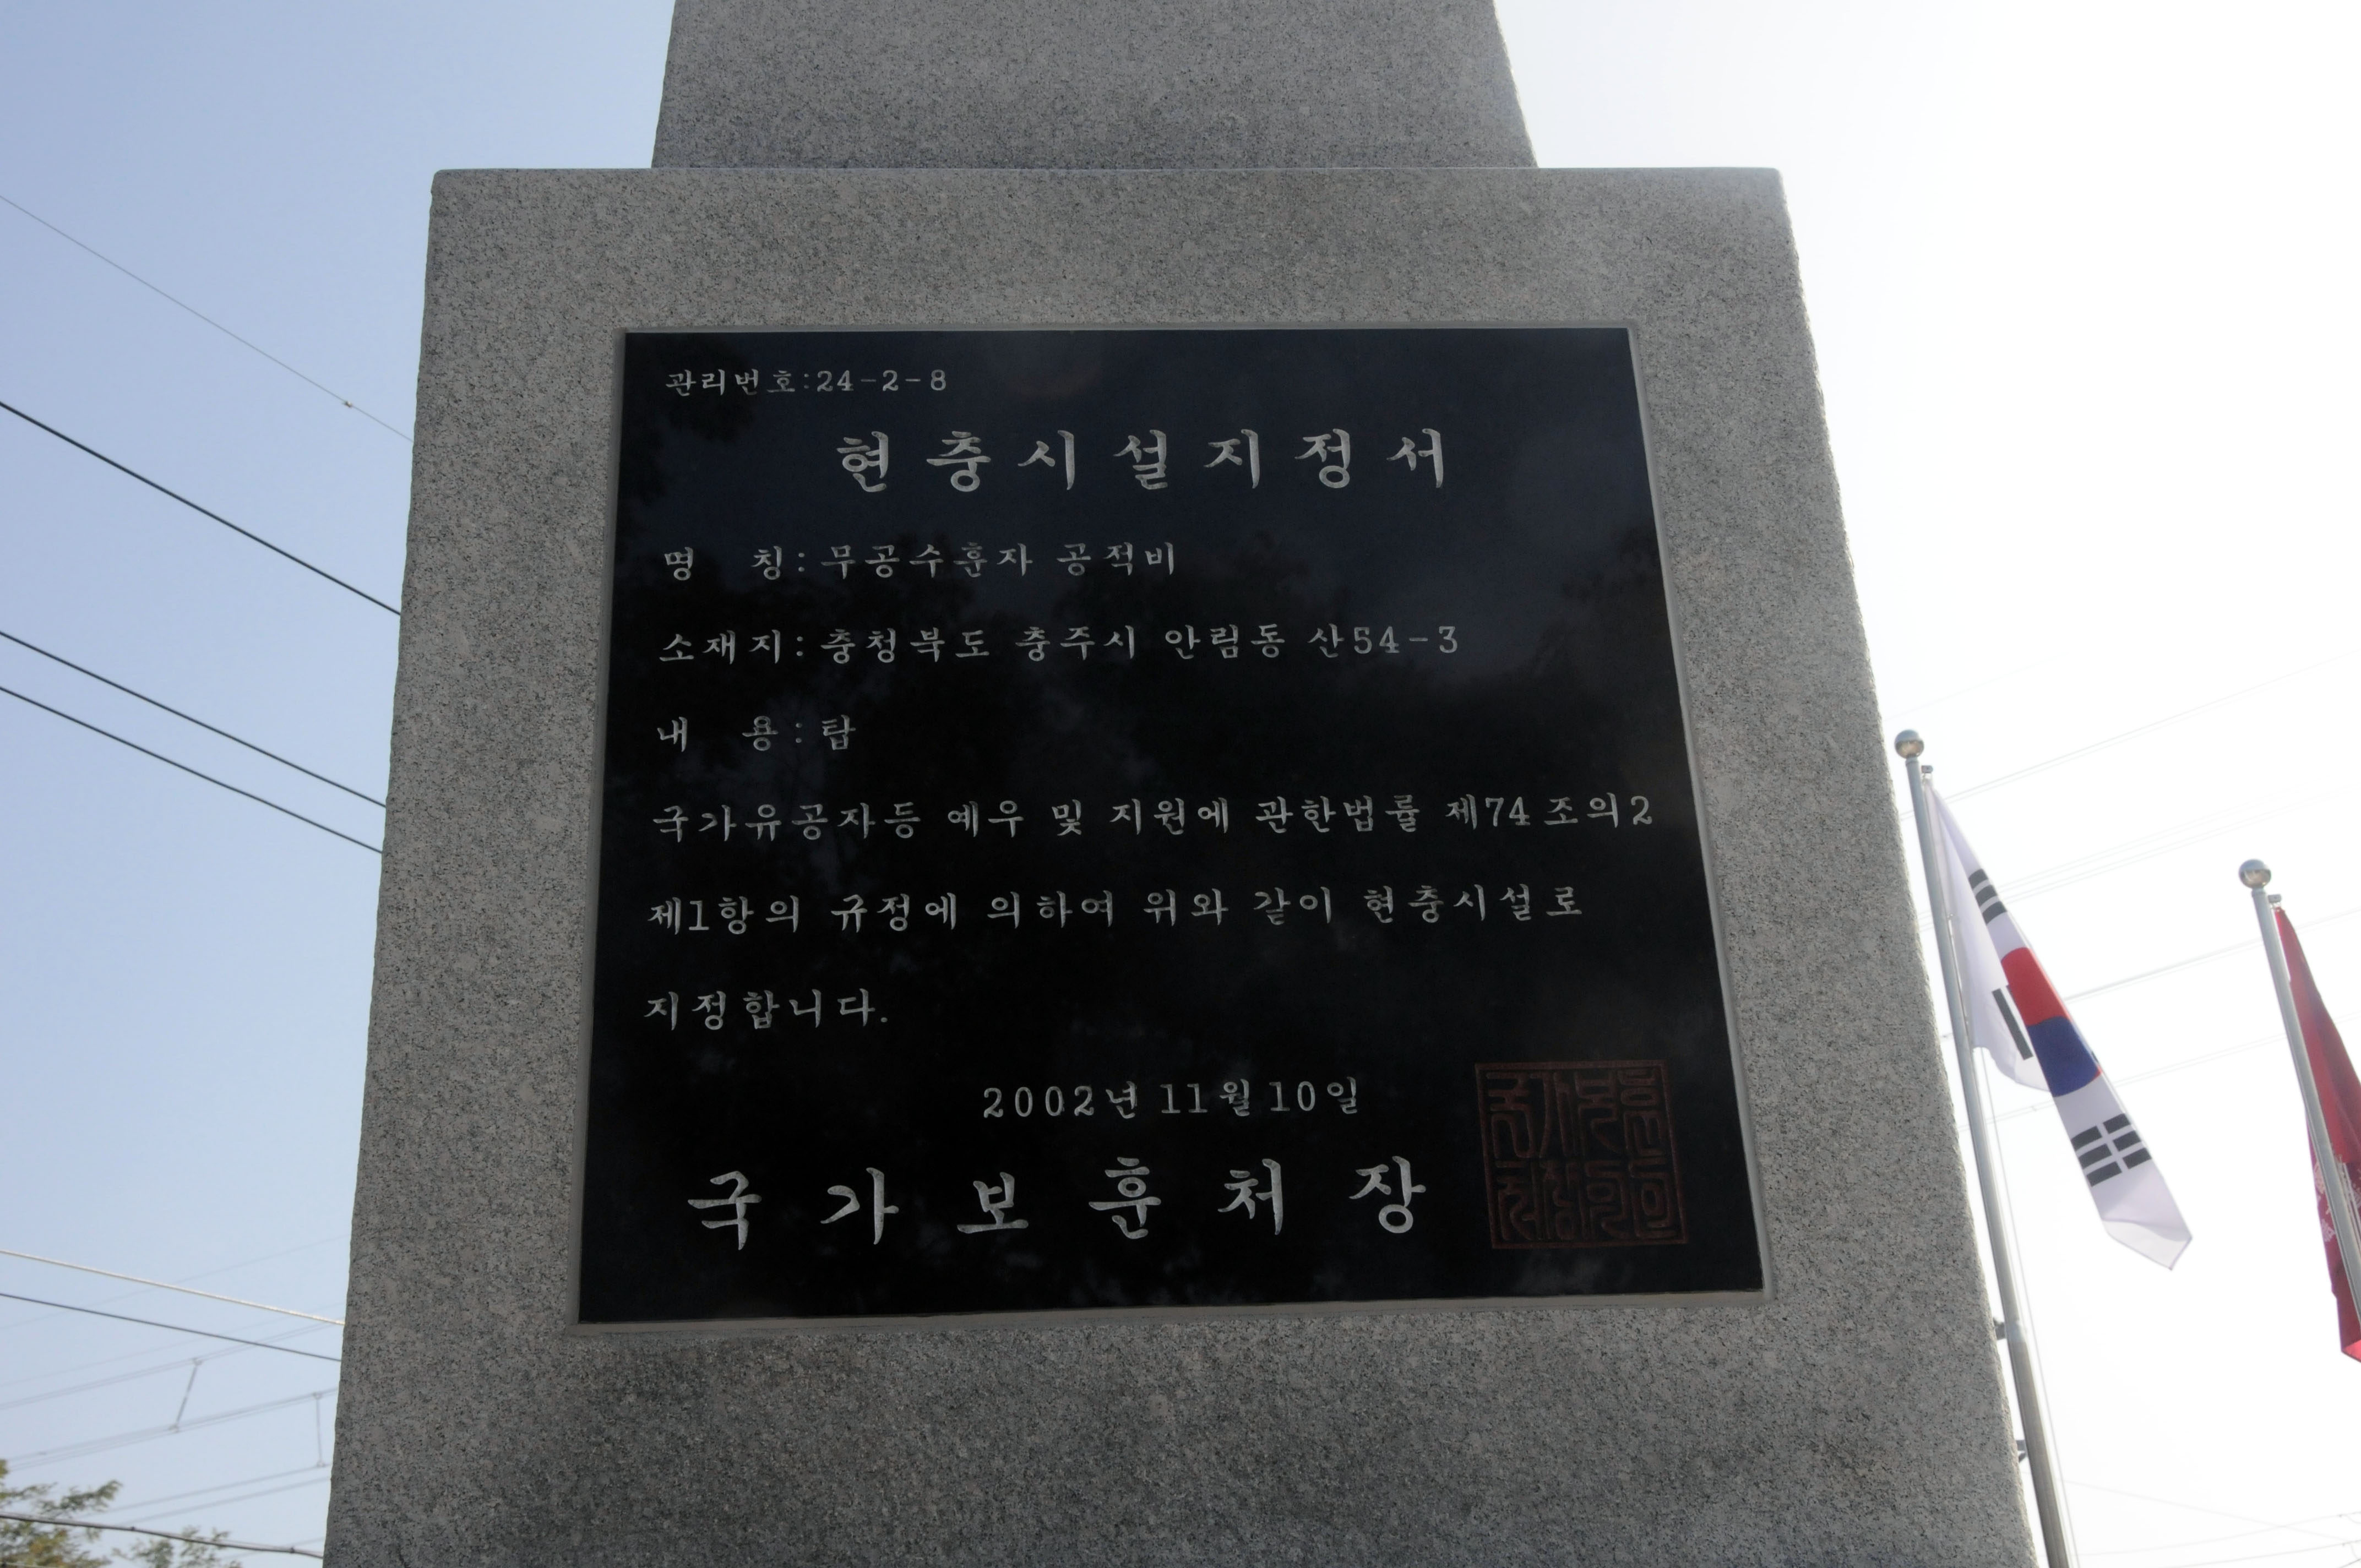 관리번호:24-2-8
현충시설지정서
명 칭:무공수훈자 공적비
소재지:충청북도 충주시 안림동 산54-3
내 용:탑
국가유공자등 예우 및 지원에 관한법률 제74조의2
제1항의 규정에 의하여 위와 같이 현충시설로
지정합니다.
2002년 11월 10일
국가보훈처장